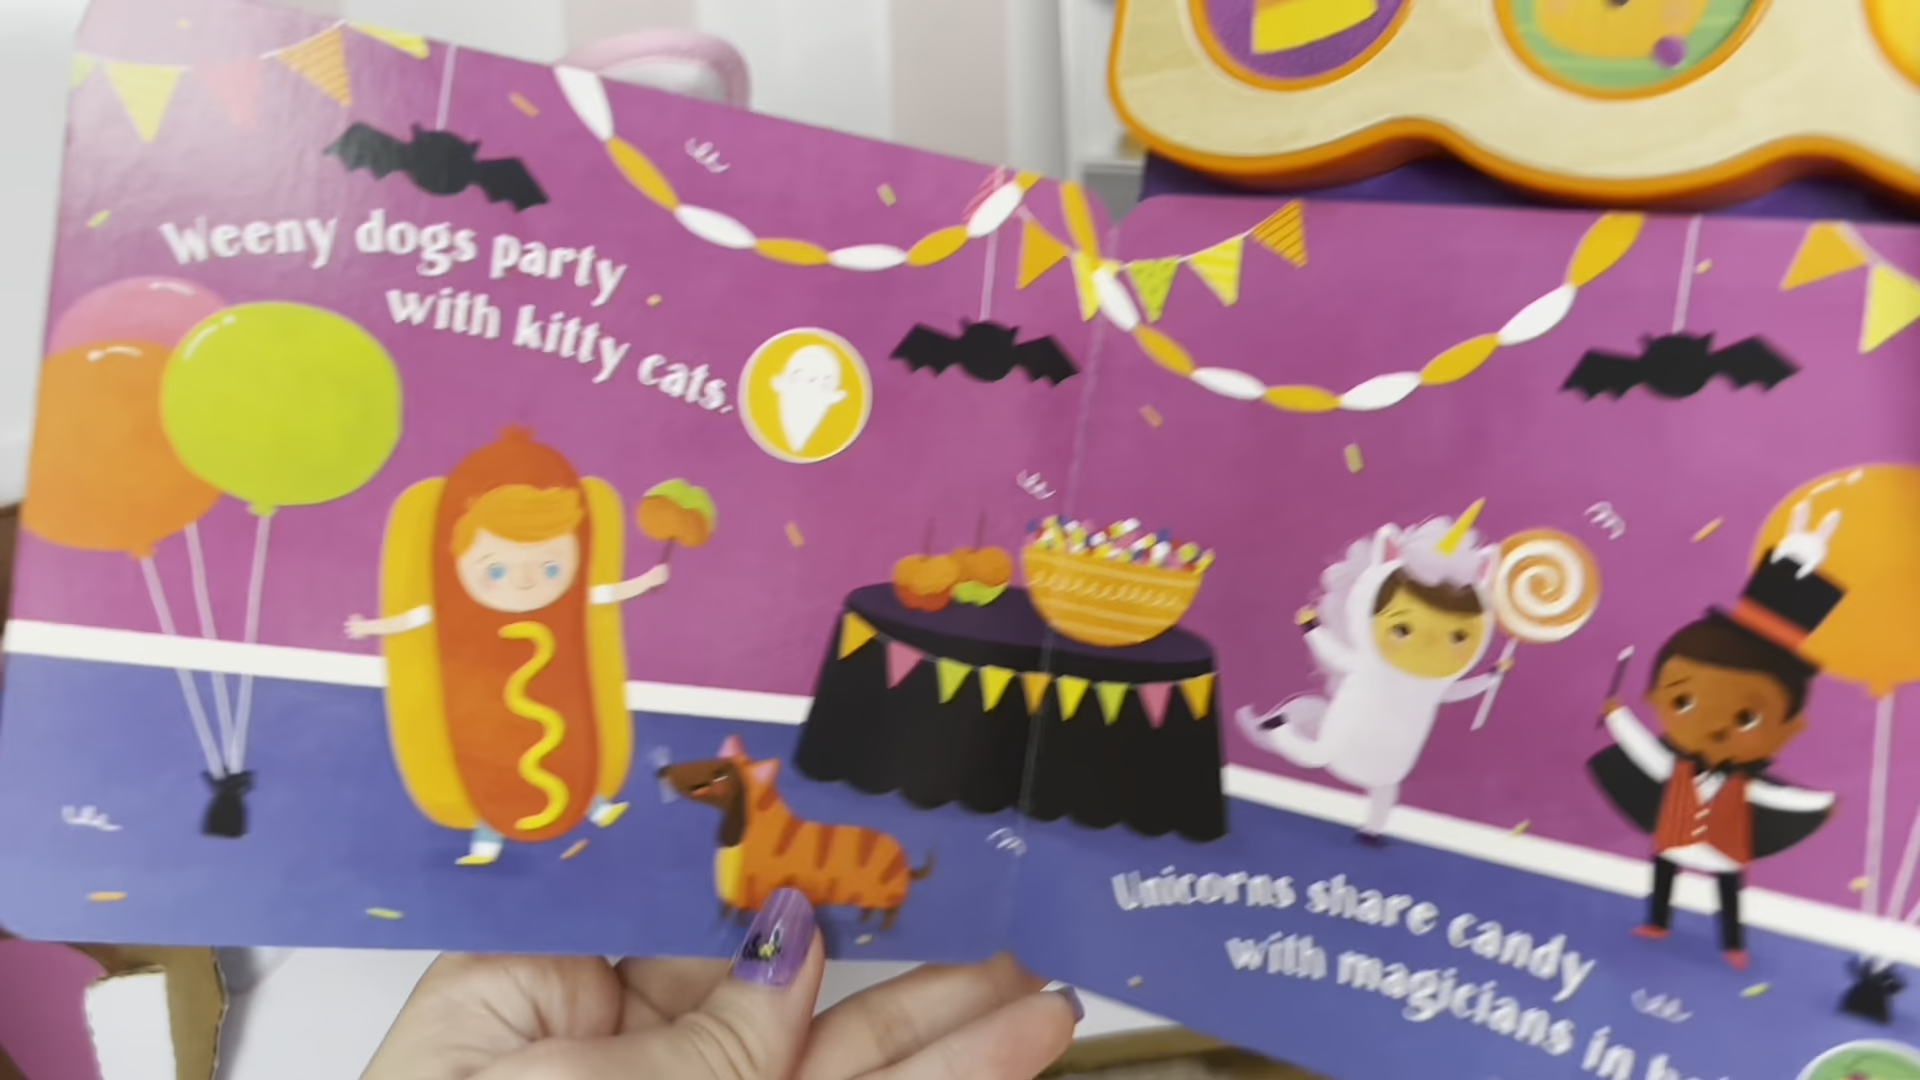 Weeny dogs party
with kitty cats.
Unicorns share candy
with magicians in